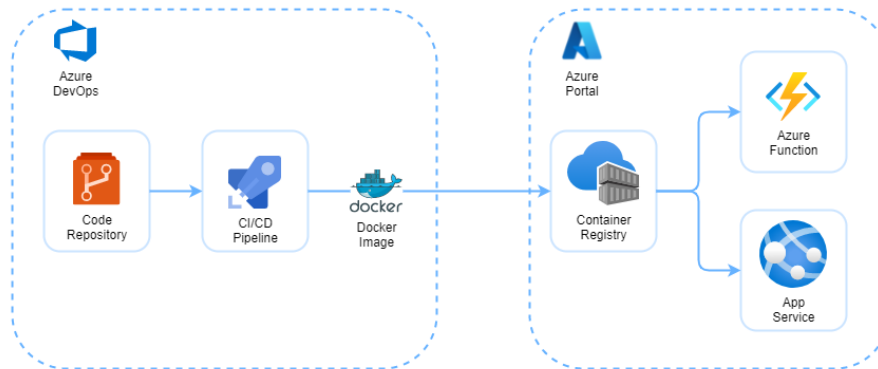 Azure
DevOps
Code
Repository
CI/CD
Pipeline
docker
Docker
Image
Azure
Portal
Container
Registry
Azure
Function
App
Service